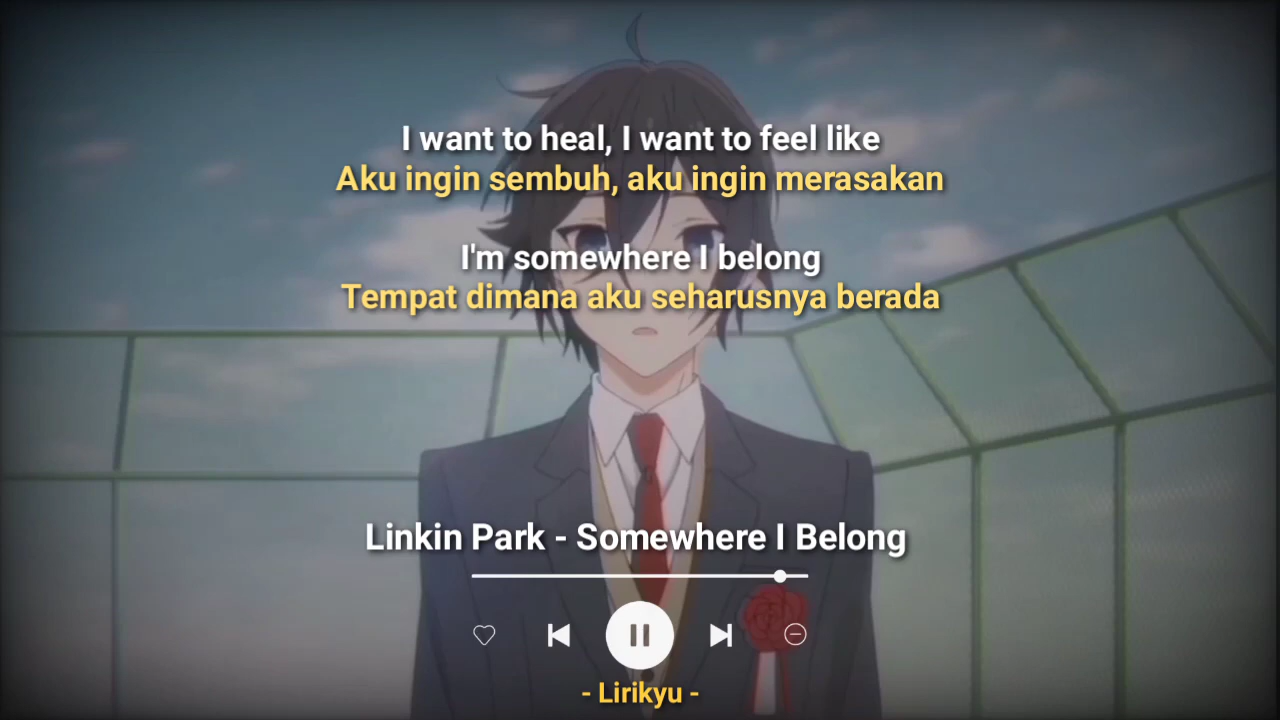 I want to heal, I want to feel like
Aku ingin sembuh, aku ingin merasakan
I'm somewhere I belong
Tempat dimana aku seharusnya berada
Linkin Park - Somewhere I Belong
- Lirikyu -